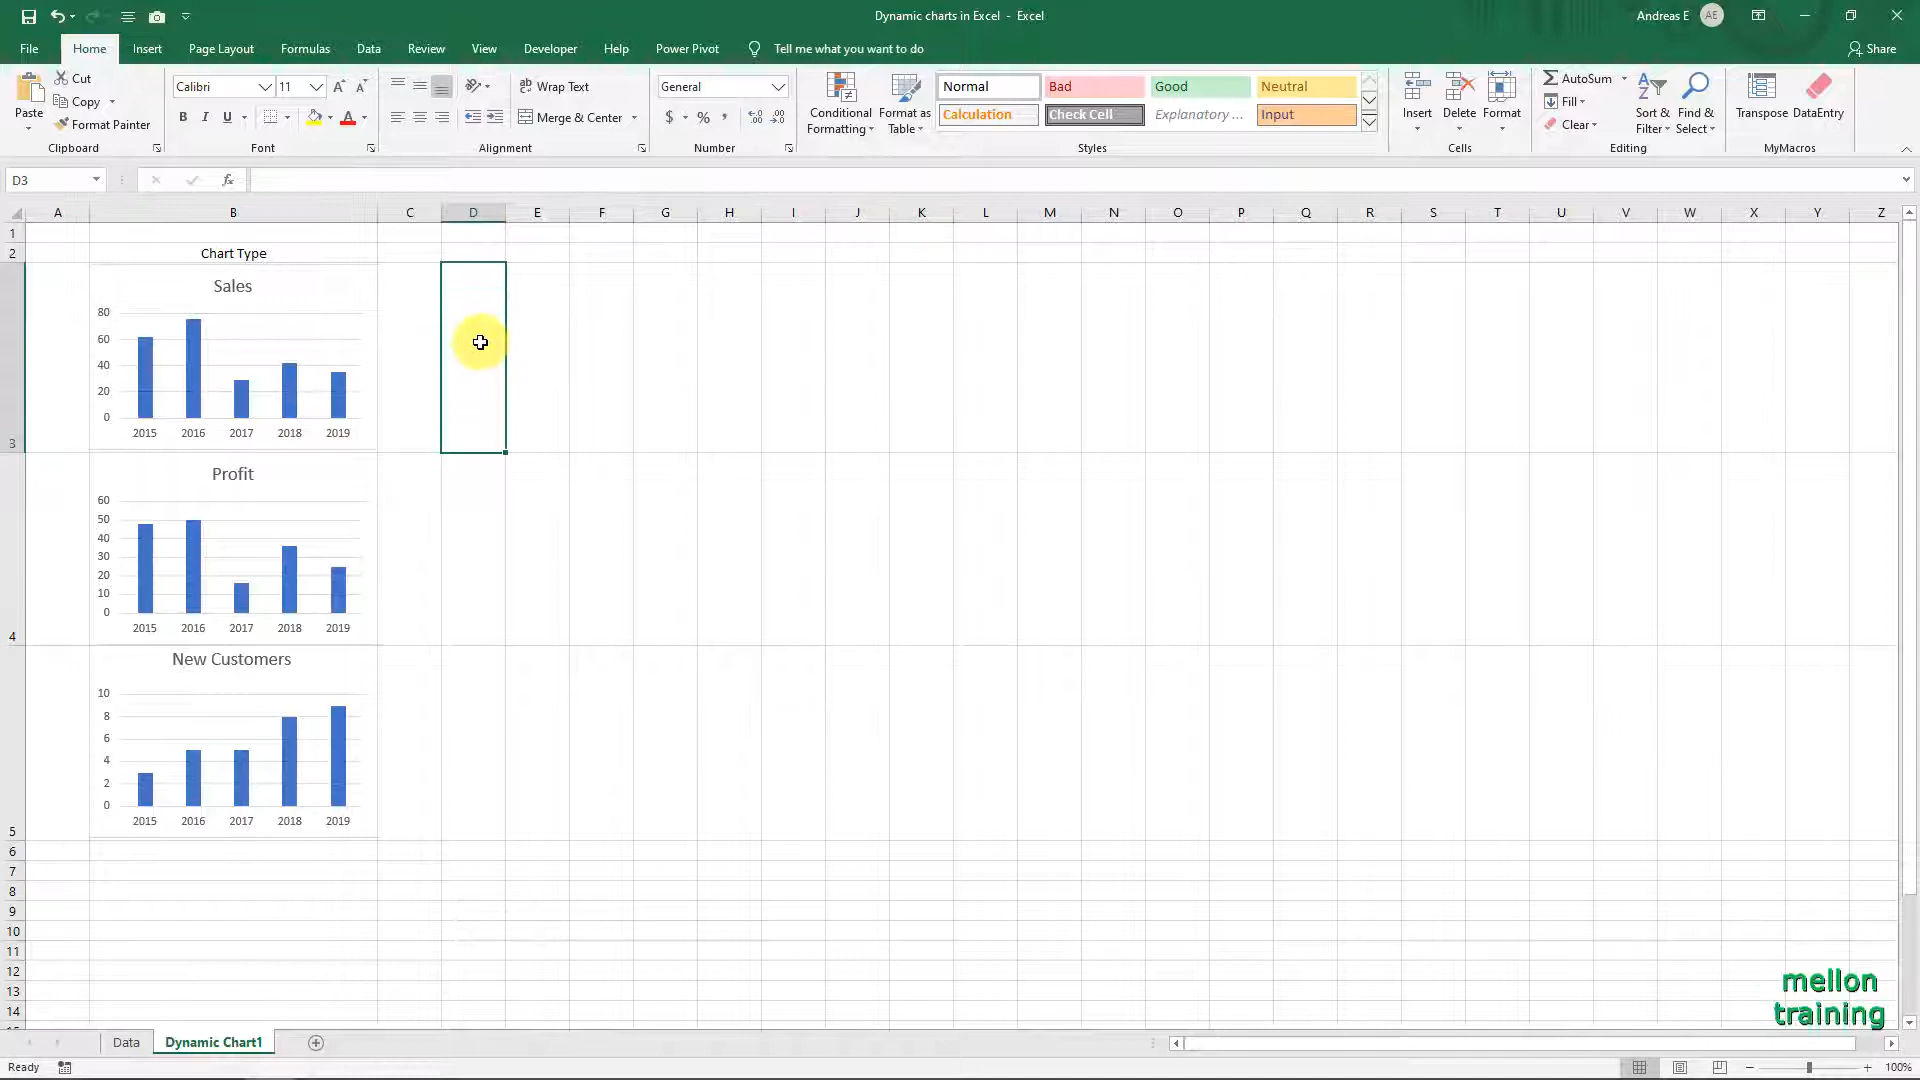 Dynamic charts in Excel - Excel
Andreas E
AE
File
Home
Insert
Page Layout
Formulas
Data
Review
View
Developer
Help
Power Pivot
Tell me what you want to do
Share
Paste
Cut
Copy
Format Painter
Clipboard
Calibri
11
B I U
Font
Wrap Text
Merge & Center
Alignment
General
$ % ,
Number
Conditional Formatting
Format as Table
Normal
Bad
Good
Neutral
Calculation
Check Cell
Explanatory ...
Input
Styles
Insert
Delete
Format
Cells
AutoSum
Fill
Clear
Sort & Filter
Find & Select
Editing
Transpose
DataEntry
MyMacros
D3
fx
A B C D E F G H I J K L M N O P Q R S T U V W X Y Z
1
2
Chart Type
Sales
80
60
40
20
0
2015 2016 2017 2018 2019
3
Profit
60
50
40
30
20
10
0
2015 2016 2017 2018 2019
4
New Customers
10
8
6
4
2
0
2015 2016 2017 2018 2019
5
6
7
8
9
10
11
12
13
14
mellon
training
Data
Dynamic Chart1
Ready
100%